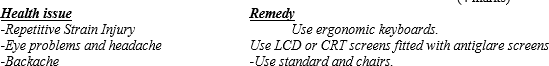 Health issue Remedy
-Repetitive Strain Injury Use ergonomic keyboards.
-Eye problems and headache Use LCD or CRT screens fitted with antiglare screens
-Backache -Use standard and chairs.